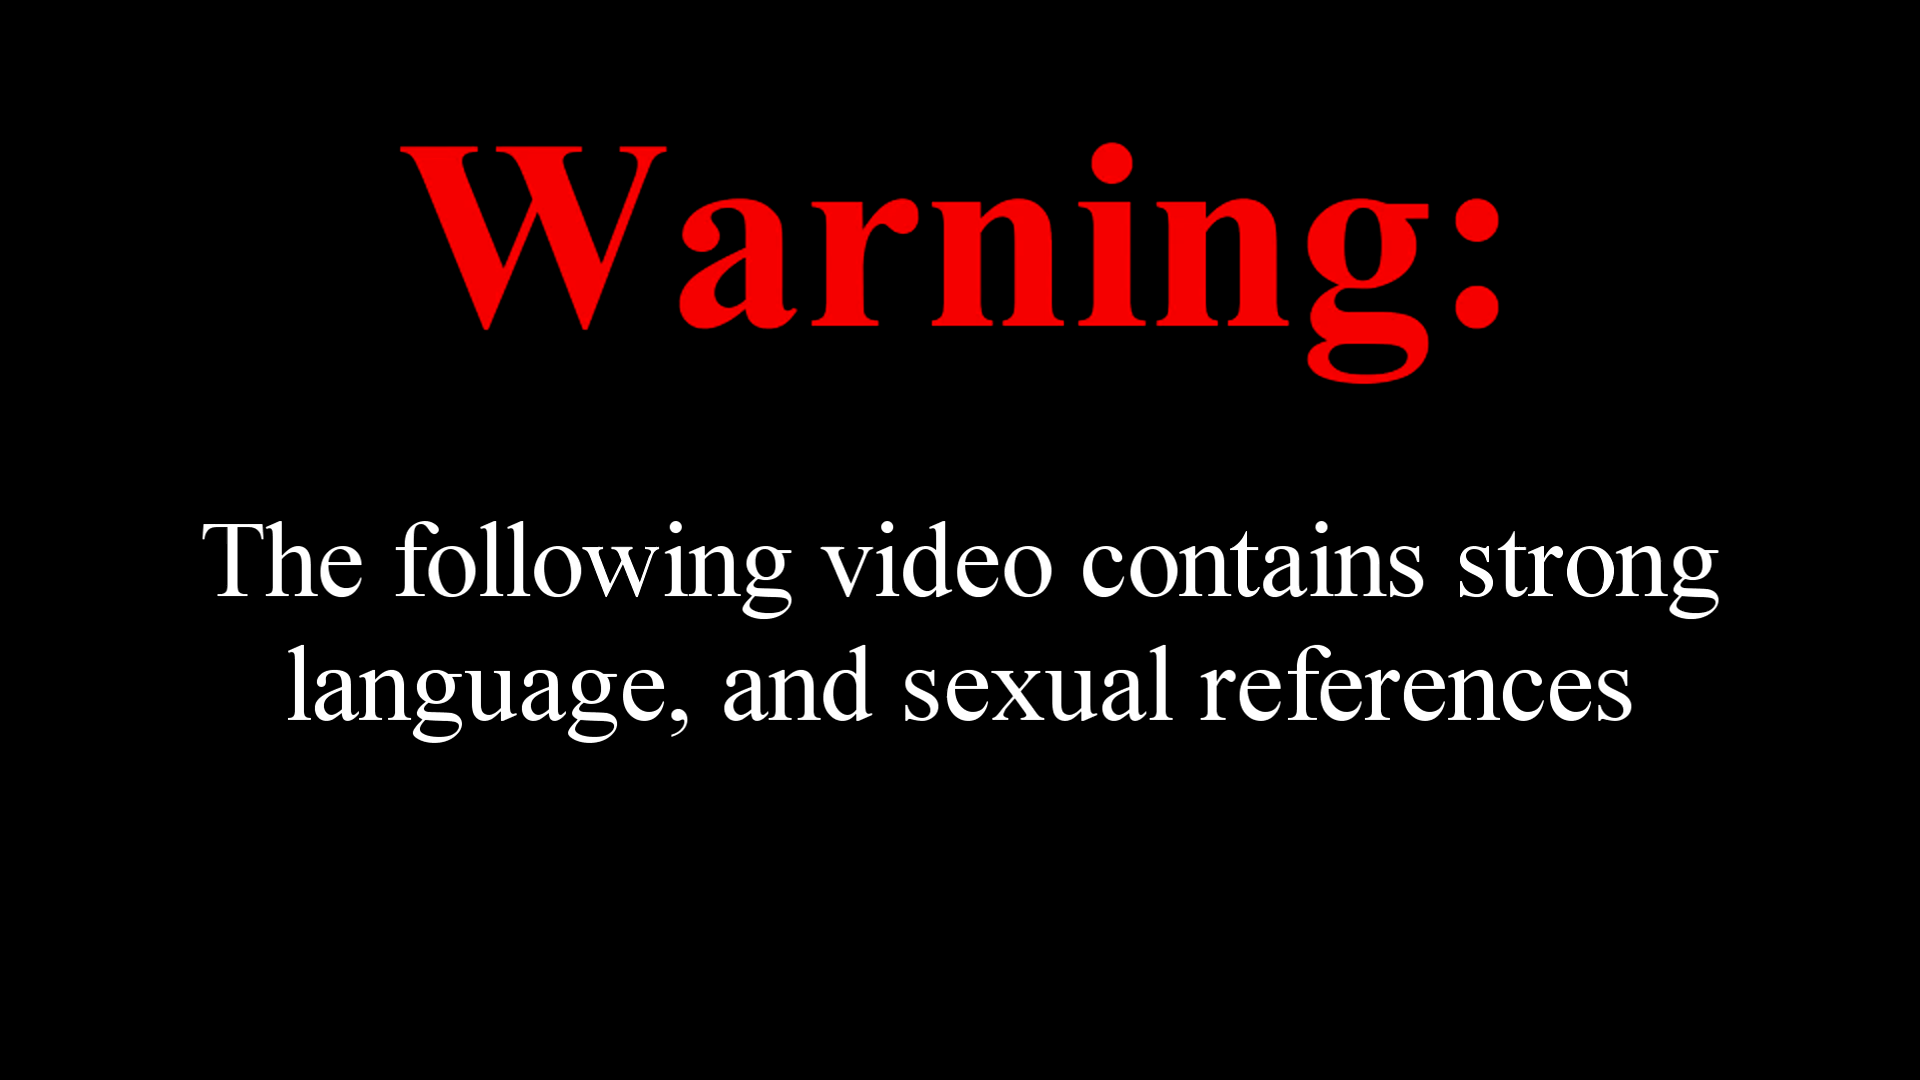 Warning:
The following video contains strong
language, and sexual references